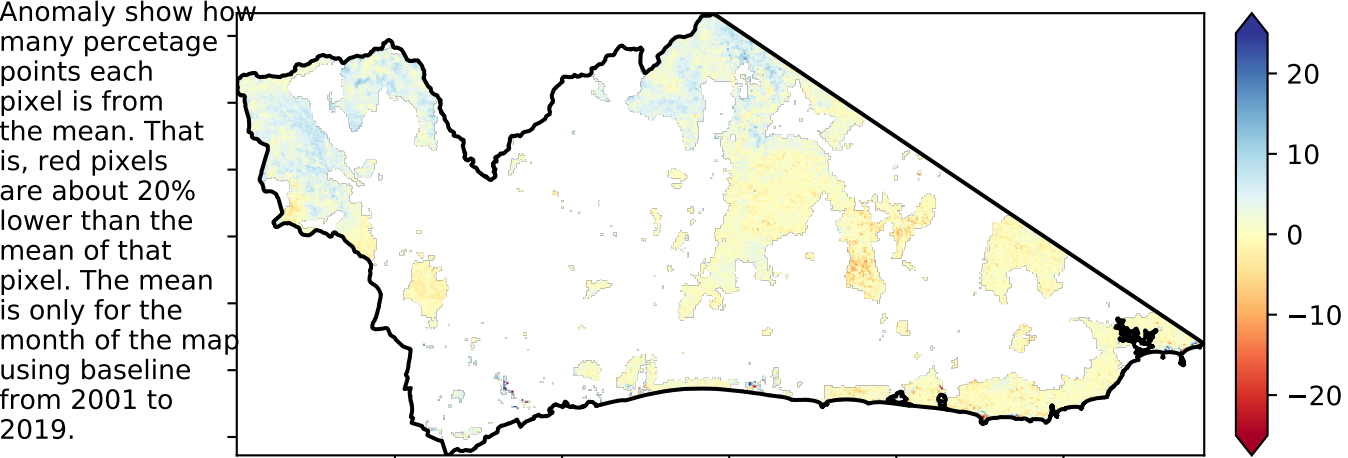 Anomaly show how
many percetage
points each
pixel is from
the mean. That
is, red pixels
are about 20%
lower than the
mean of that
pixel. The mean
is only for the
month of the map
using baseline
from 2001 to
2019.
20
10
0
−10
−20